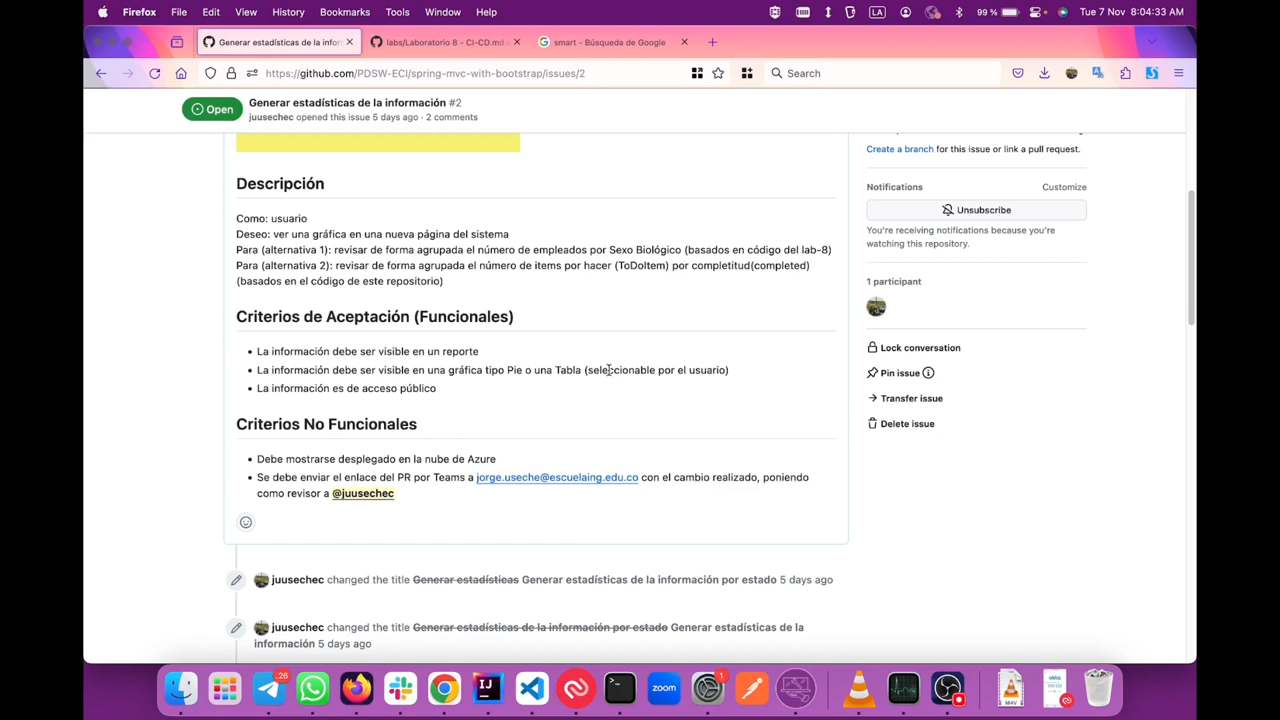 Firefox File Edit View History Bookmarks Tools Window Help LA 99 % Tue 7 Nov 8:04:33 AM
Generar estadísticas de la infor labs/Laboratorio 8 - CI-CD.md smart - Búsqueda de Google
https://github.com/PDSW-ECI/spring-mvc-with-bootstrap/issues/2 Search
Open Generar estadísticas de la información #2
juusechec opened this issue 5 days ago · 2 comments
Create a branch for this issue or link a pull request.
Descripción
Notifications Customize
Unsubscribe
You're receiving notifications because you're
watching this repository.
Como: usuario
Deseo: ver una gráfica en una nueva página del sistema
Para (alternativa 1): revisar de forma agrupada el número de empleados por Sexo Biológico (basados en código del lab-8)
Para (alternativa 2): revisar de forma agrupada el número de items por hacer (ToDoItem) por completitud(completed)
(basados en el código de este repositorio)
1 participant
Criterios de Aceptación (Funcionales)
La información debe ser visible en un reporte
La información debe ser visible en una gráfica tipo Pie o una Tabla (seleccionable por el usuario)
La información es de acceso público
Lock conversation
Pin issue
Transfer issue
Delete issue
Criterios No Funcionales
Debe mostrarse desplegado en la nube de Azure
Se debe enviar el enlace del PR por Teams a jorge.useche@escuelaing.edu.co con el cambio realizado, poniendo
como revisor a @juusechec
juusechec changed the title Generar estadísticas Generar estadísticas de la información por estado 5 days ago
juusechec changed the title Generar estadísticas de la información por estado Generar estadísticas de la
información 5 days ago
26
zoom
1
M4V
okta